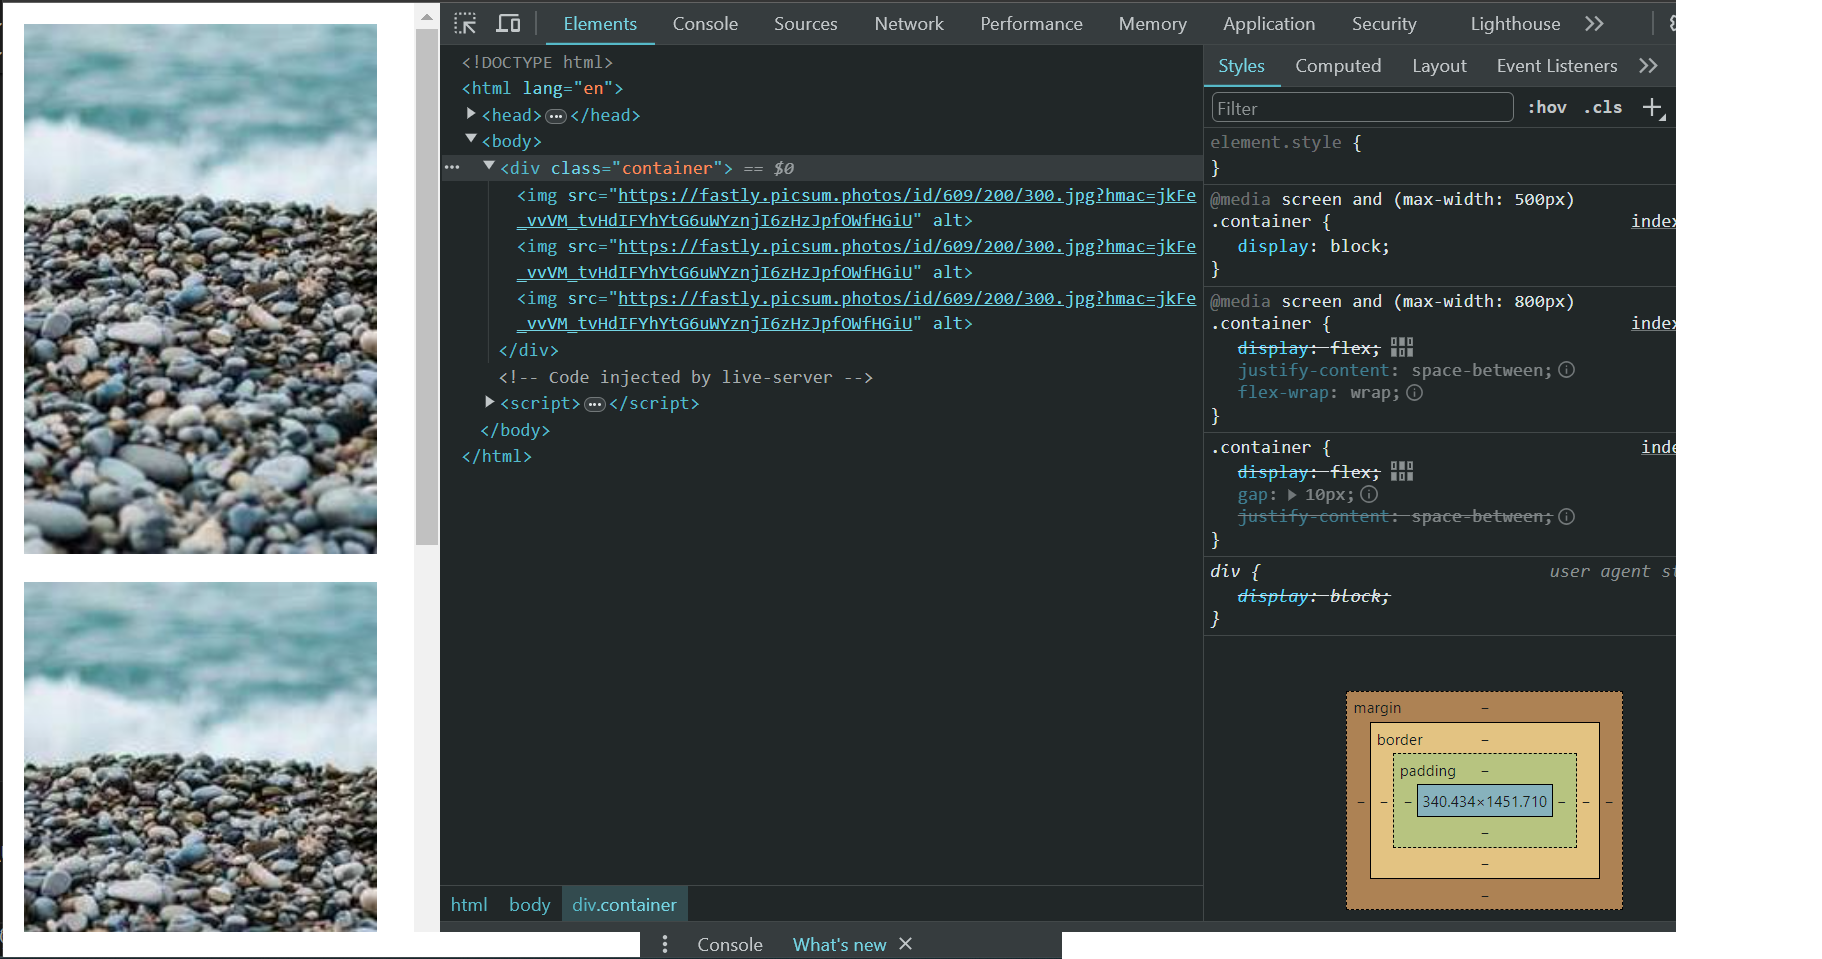 Elements Console Sources Network Performance Memory Application Security Lighthouse
<!DOCTYPE html>
<html lang="en">
<head> ••• </head>
<body>
••• <div class="container"> == $0
<img src="https://fastly.picsum.photos/id/609/200/300.jpg?hmac=jkFe
_vvVM_tvHdIFYhYtG6uWYznjI6zHzJpfOWfHGiU" alt>
<img src="https://fastly.picsum.photos/id/609/200/300.jpg?hmac=jkFe
_vvVM_tvHdIFYhYtG6uWYznjI6zHzJpfOWfHGiU" alt>
<img src="https://fastly.picsum.photos/id/609/200/300.jpg?hmac=jkFe
_vvVM_tvHdIFYhYtG6uWYznjI6zHzJpfOWfHGiU" alt>
</div>
<!-- Code injected by live-server -->
<script> ••• </script>
</body>
</html>
html body div.container
Styles Computed Layout Event Listeners
Filter :hov .cls
element.style {
}
@media screen and (max-width: 500px)
.container { index
display: block;
}
@media screen and (max-width: 800px)
.container { index
display: flex;
justify-content: space-between;
flex-wrap: wrap;
}
.container { inde
display: flex;
gap: 10px;
justify-content: space-between;
}
div { user agent st
display: block;
}
margin –
border –
padding –
– – – 340.434×1451.710 – – –
–
–
–
Console What's new